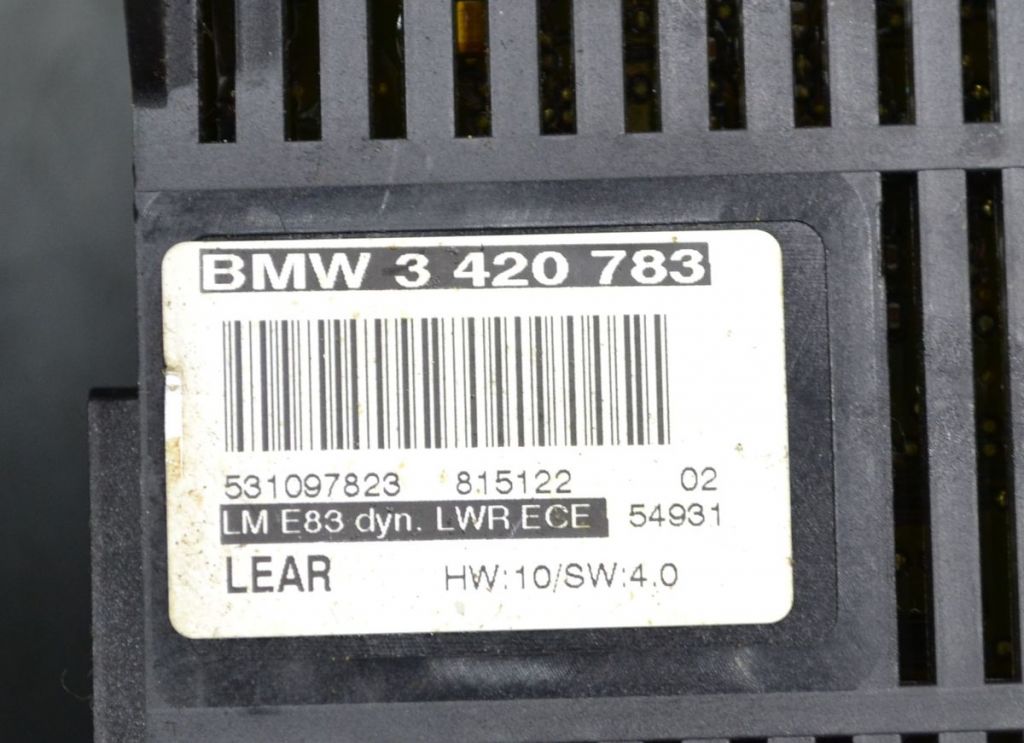 BMW 3 420 783
531097823 815122 02
LM E83 dyn. LWR ECE 54931
LEAR HW:10/SW:4.0